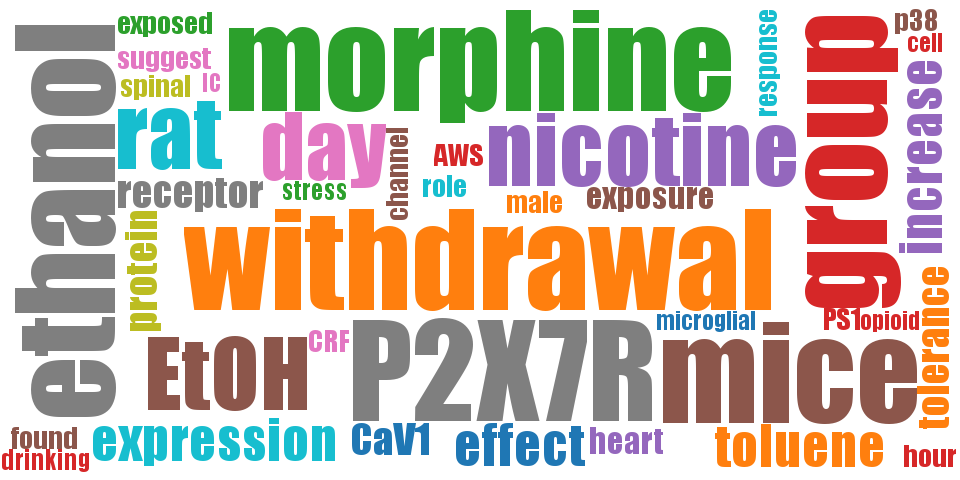 exposed
morphine
response
p38
cell
suggest
ethanol
group
spinal
IC
increase
rat
day
nicotine
channel
AWS
receptor
stress
role
male
exposure
protein
withdrawal
tolerance
microglial
PS1
opioid
CRF
EtOH
P2X7R
mice
found
expression
CaV1
effect
heart
toluene
drinking
hour